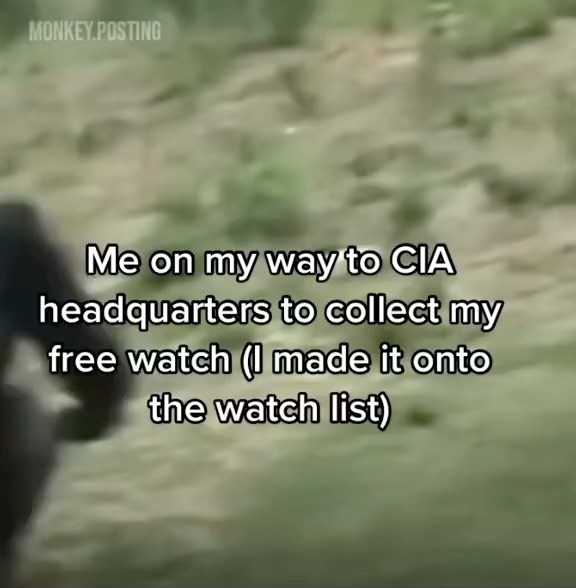 MONKEY.POSTING
Me on my way to CIA
headquarters to collect my
free watch (I made it onto
the watch list)